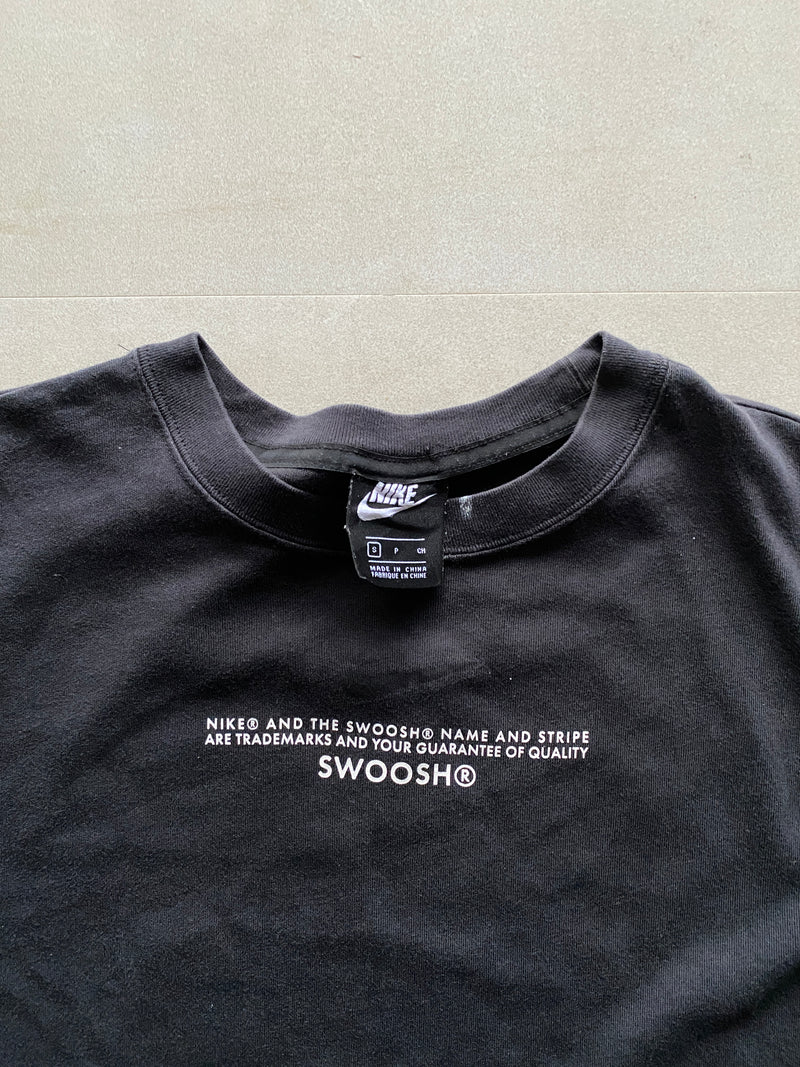 NIKE
S P CH
MADE IN CHINA
FABRIQUE EN CHINE
NIKE® AND THE SWOOSH® NAME AND STRIPE
ARE TRADEMARKS AND YOUR GUARANTEE OF QUALITY
SWOOSH®